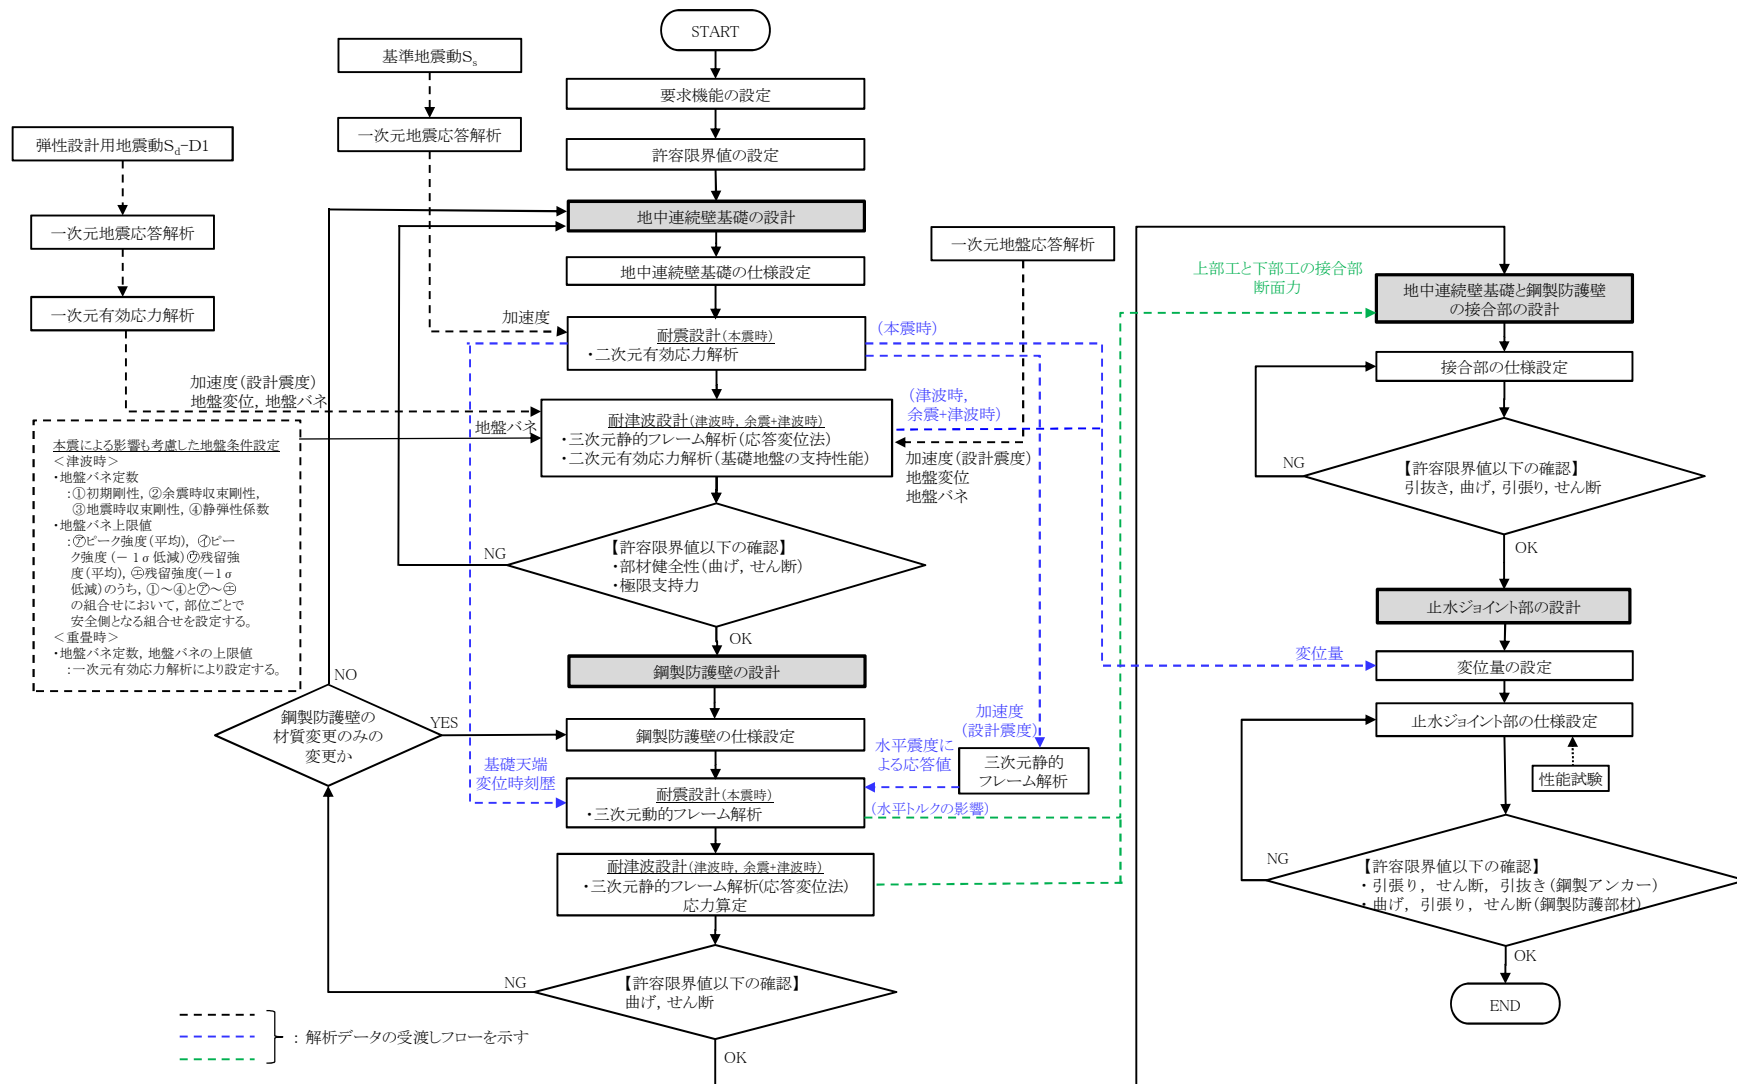 START
基準地震動Ss
要求機能の設定
一次元地震応答解析
弾性設計用地震動Sd-D1
許容限界値の設定
地中連続壁基礎の設計
一次元地震応答解析
一次元地盤応答解析
地中連続壁基礎の仕様設定
上部工と下部工の接合部
断面力
地中連続壁基礎と鋼製防護壁
の接合部の設計
一次元有効応力解析
加速度
耐震設計(本震時)
・二次元有効応力解析
(本震時)
接合部の仕様設定
加速度(設計震度)
地盤変位, 地盤バネ
(津波時,
余震+津波時)
地盤バネ
耐津波設計(津波時, 余震+津波時)
・三次元静的フレーム解析(応答変位法)
・二次元有効応力解析(基礎地盤の支持性能)
加速度(設計震度)
地盤変位
地盤バネ
NG
【許容限界値以下の確認】
引抜き, 曲げ, 引張り, せん断
OK
本震による影響も考慮した地盤条件設定
<津波時>
・地盤バネ定数
:①初期剛性, ②余震時収束剛性,
③地震時収束剛性, ④静弾性係数
・地盤バネ上限値
:㋐ピーク強度(平均), ㋑ピー
ク強度(-1σ低減)㋒残留強
度(平均), ㋓残留強度(-1σ
低減)のうち, ①~④と㋐~㋓
の組合せにおいて, 部位ごとで
安全側となる組合せを設定する。
<重畳時>
・地盤バネ定数, 地盤バネの上限値
:一次元有効応力解析により設定する。
NG
【許容限界値以下の確認】
・部材健全性(曲げ, せん断)
・極限支持力
OK
止水ジョイント部の設計
鋼製防護壁の設計
変位量
変位量の設定
NO
鋼製防護壁の
材質変更のみの
変更か
YES
鋼製防護壁の仕様設定
加速度
(設計震度)
止水ジョイント部の仕様設定
水平震度に
よる応答値
三次元静的
フレーム解析
性能試験
基礎天端
変位時刻歴
耐震設計(本震時)
・三次元動的フレーム解析
(水平トルクの影響)
耐津波設計(津波時, 余震+津波時)
・三次元静的フレーム解析(応答変位法)
応力算定
NG
【許容限界値以下の確認】
・引張り, せん断, 引抜き(鋼製アンカー)
・曲げ, 引張り, せん断(鋼製防護部材)
OK
NG
【許容限界値以下の確認】
曲げ, せん断
END
: 解析データの受渡しフローを示す
OK